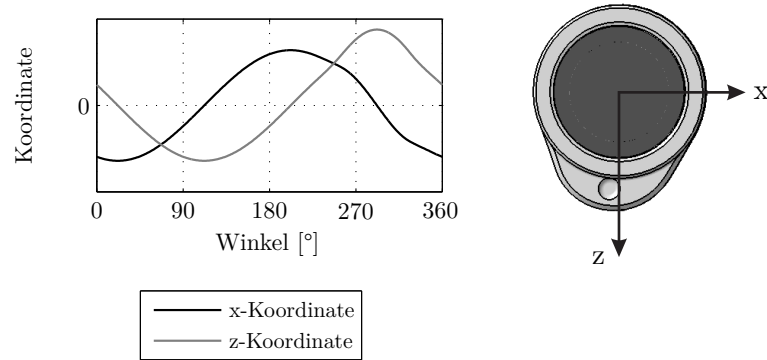 Koordinate
0
0 90 180 270 360
Winkel [°]
x-Koordinate
z-Koordinate
x
z